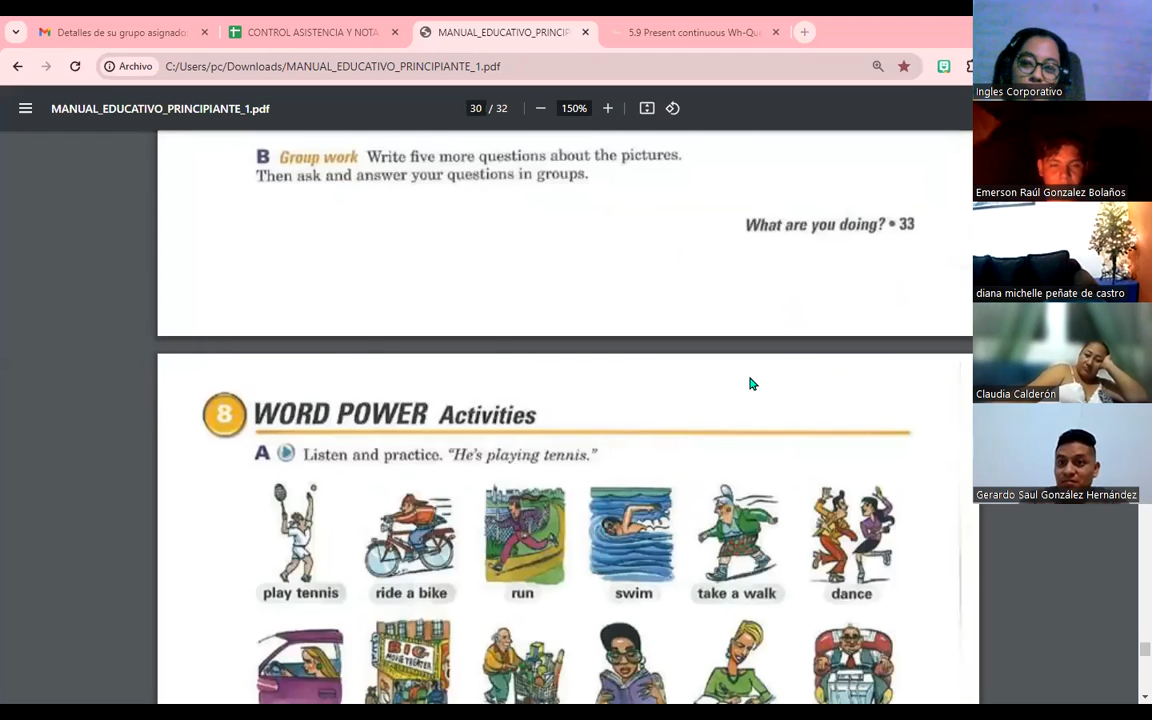 Detalles de su grupo asignado
CONTROL ASISTENCIA Y NOTA
MANUAL_EDUCATIVO_PRINCIP
5.9 Present continuous Wh-Que
Archivo
C:/Users/pc/Downloads/MANUAL_EDUCATIVO_PRINCIPIANTE_1.pdf
MANUAL_EDUCATIVO_PRINCIPIANTE_1.pdf
30 / 32
150%
B Group work Write five more questions about the pictures.
Then ask and answer your questions in groups.
What are you doing? • 33
8 WORD POWER Activities
A Listen and practice. "He's playing tennis."
play tennis
ride a bike
run
swim
take a walk
dance
BIG
MOVIE THEATER
Ingles Corporativo
Emerson Raúl Gonzalez Bolaños
diana michelle peñate de castro
Claudia Calderón
Gerardo Saul González Hernández